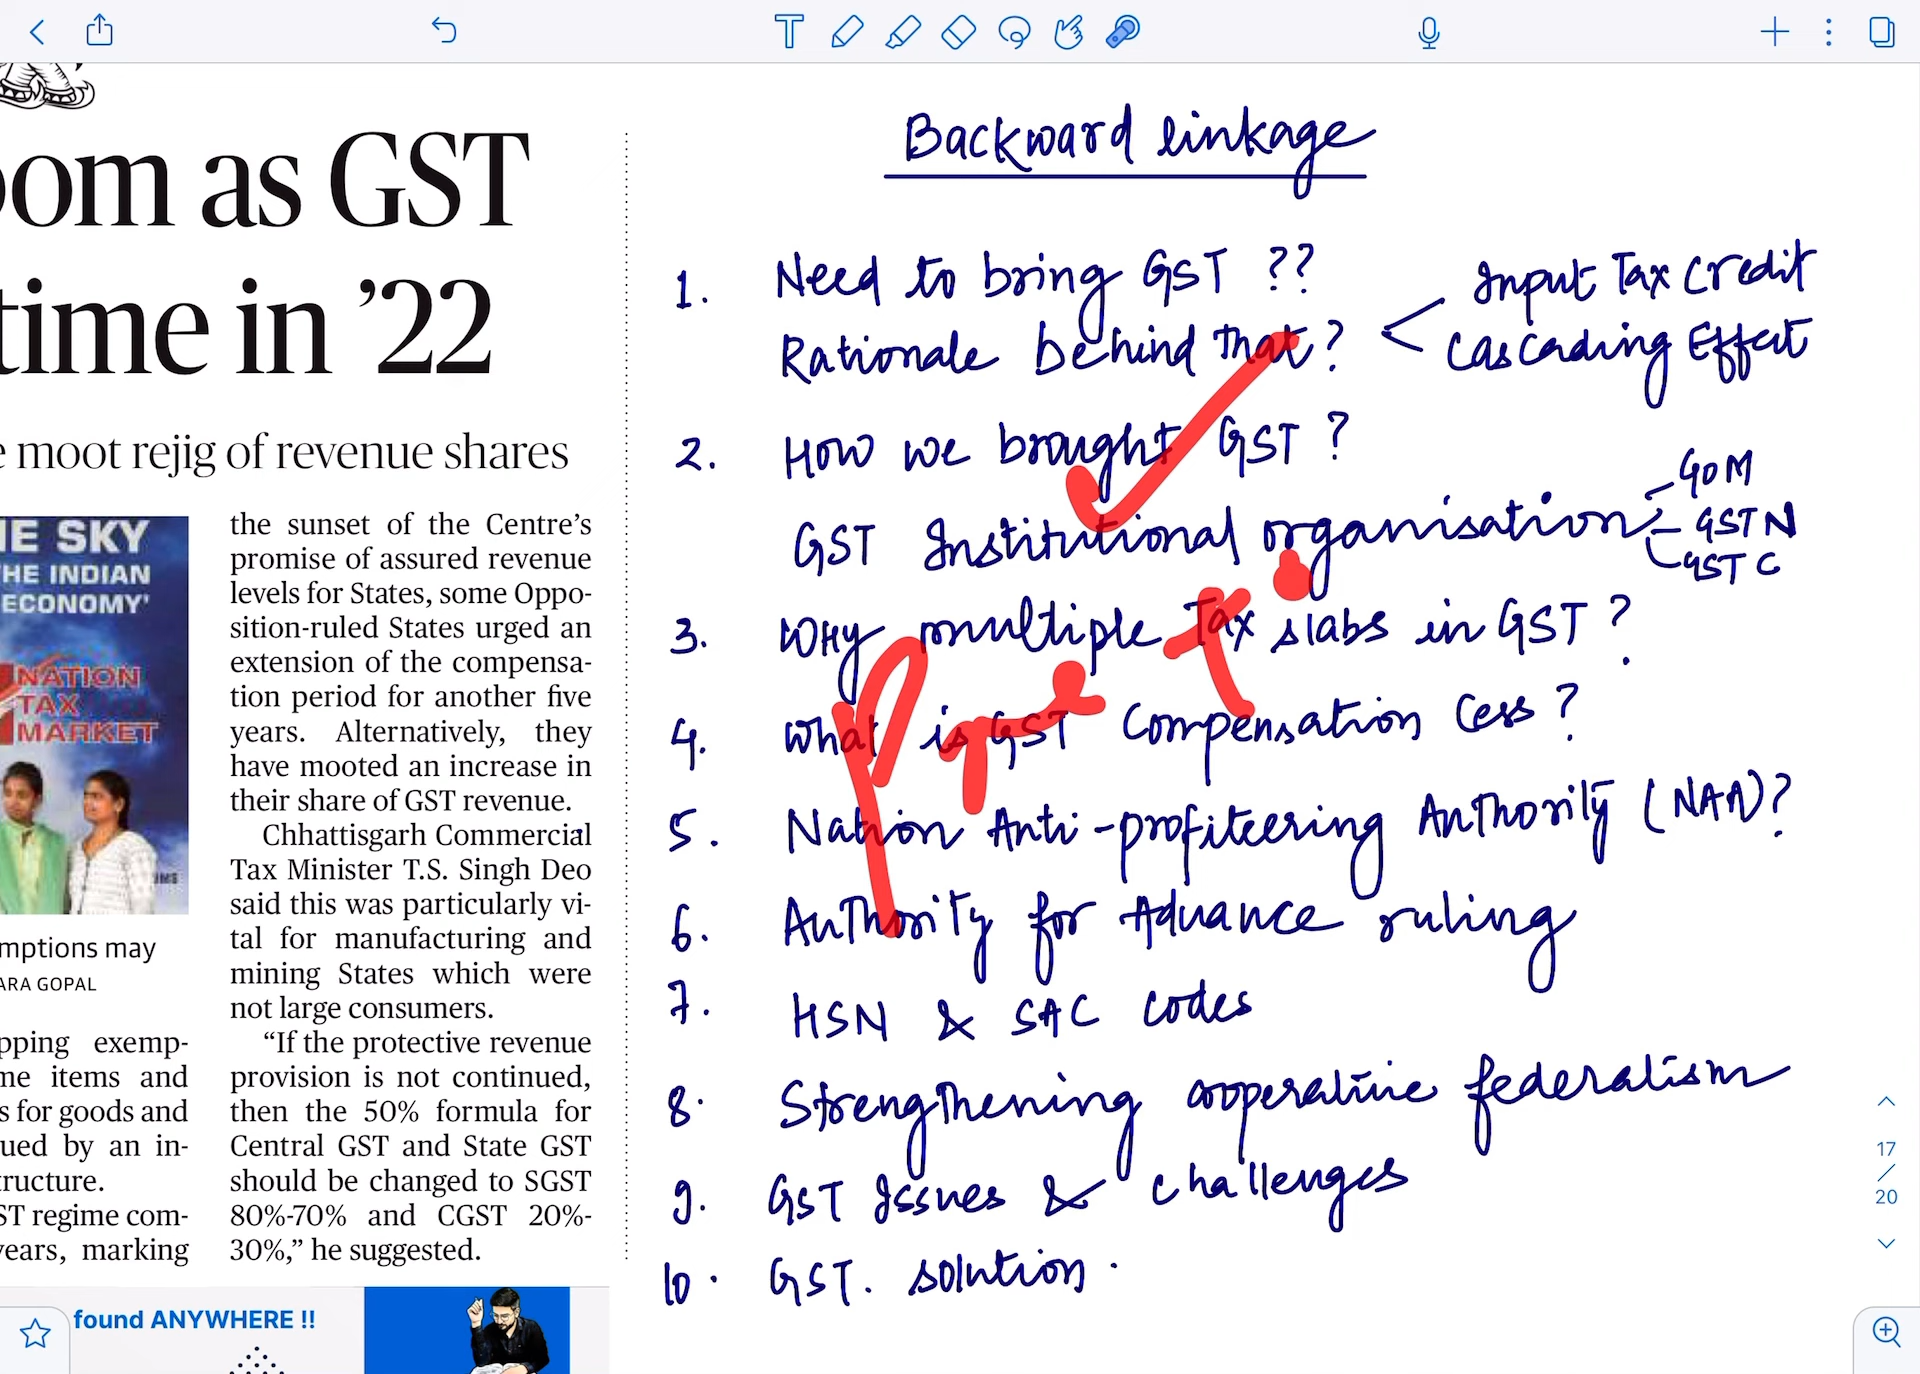 oom as GST
time in ’22
e moot rejig of revenue shares
HE SKY
THE INDIAN
ECONOMY'
NATION
TAX
MARKET
mptions may
ARA GOPAL
pping exemp-
me items and
s for goods and
ued by an in-
tructure.
ST regime com-
years, marking
the sunset of the Centre’s
promise of assured revenue
levels for States, some Oppo-
sition-ruled States urged an
extension of the compensa-
tion period for another five
years. Alternatively, they
have mooted an increase in
their share of GST revenue.
Chhattisgarh Commercial
Tax Minister T.S. Singh Deo
said this was particularly vi-
tal for manufacturing and
mining States which were
not large consumers.
“If the protective revenue
provision is not continued,
then the 50% formula for
Central GST and State GST
should be changed to SGST
80%-70% and CGST 20%-
30%,” he suggested.
found ANYWHERE !!
Backward linkage
1. Need to bring GST ??
Rationale behind that?
Input Tax Credit
Cascading Effect
2. How we brought GST ?
GST Institutional organisation
GOM
GSTN
GSTC
3. WHY multiple Tax slabs in GST ?
4. What is GST Compensation Cess ?
5. Nation Anti-profiteering Authority (NAA)?
6. Authority for Advance ruling
7. HSN & SAC codes
8. Strengthening cooperative federalism
9. GST Issues & challenges
10. GST. solution.
17
/
20